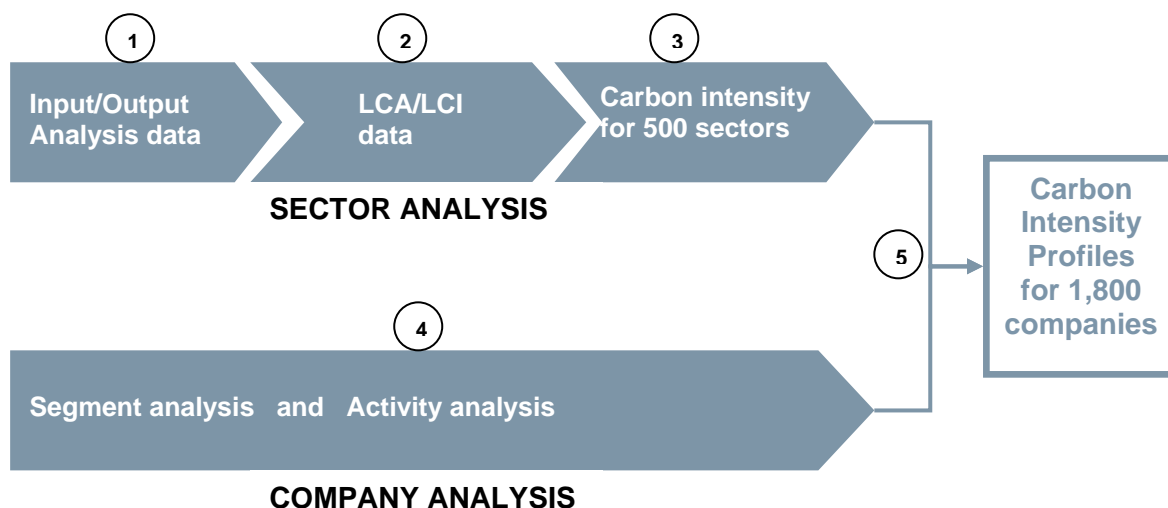 1
2
3
Input/Output
Analysis data
LCA/LCI
data
Carbon intensity
for 500 sectors
SECTOR ANALYSIS
5
Carbon
Intensity
Profiles
for 1,800
companies
4
Segment analysis and Activity analysis
COMPANY ANALYSIS